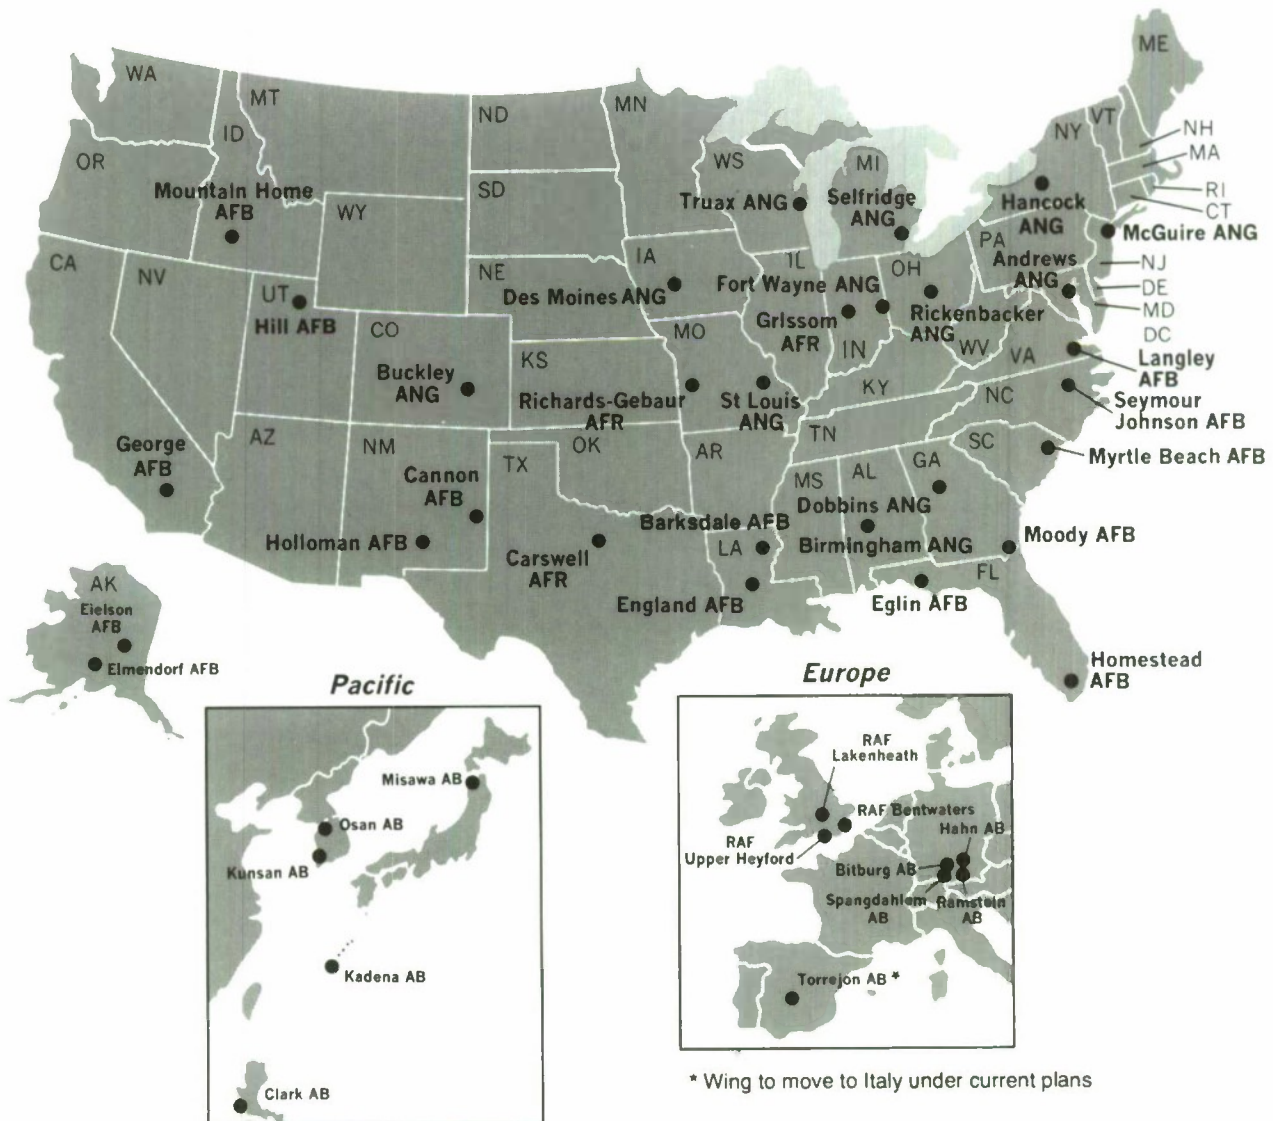 ME
WA
MT
ND
MN
VT
NY
NH
ID
OR
WS
MI
MA
SD
Mountain Home
AFB
WY
Truax ANG
Selfridge
ANG
Hancock
ANG
RI
CT
McGuire ANG
PA
CA
NV
NE
IA
IL
OH
Andrews
ANG
NJ
UT
Hill AFB
Des Moines ANG
Fort Wayne ANG
DE
MD
DC
CO
MO
Grissom
AFR
Rickenbacker
ANG
IN
WV
VA
Langley
AFB
KS
KY
Buckley
ANG
Richards-Gebaur
AFR
St Louis
ANG
NC
Seymour
Johnson AFB
AZ
NM
TX
OK
AR
TN
SC
George
AFB
Cannon
AFB
MS
AL
GA
Myrtle Beach AFB
Dobbins ANG
Barksdale AFB
Holloman AFB
Carswell
AFR
LA
Birmingham ANG
Moody AFB
FL
England AFB
Eglin AFB
AK
Eielson
AFB
Elmendorf AFB
Homestead
AFB
Pacific
Misawa AB
Osan AB
Kunsan AB
Kadena AB
Clark AB
Europe
RAF
Lakenheath
RAF Bentwaters
Hahn AB
RAF
Upper Heyford
Bitburg AB
Spangdahlem
AB
Ramstein
AB
Torrejon AB *
* Wing to move to Italy under current plans